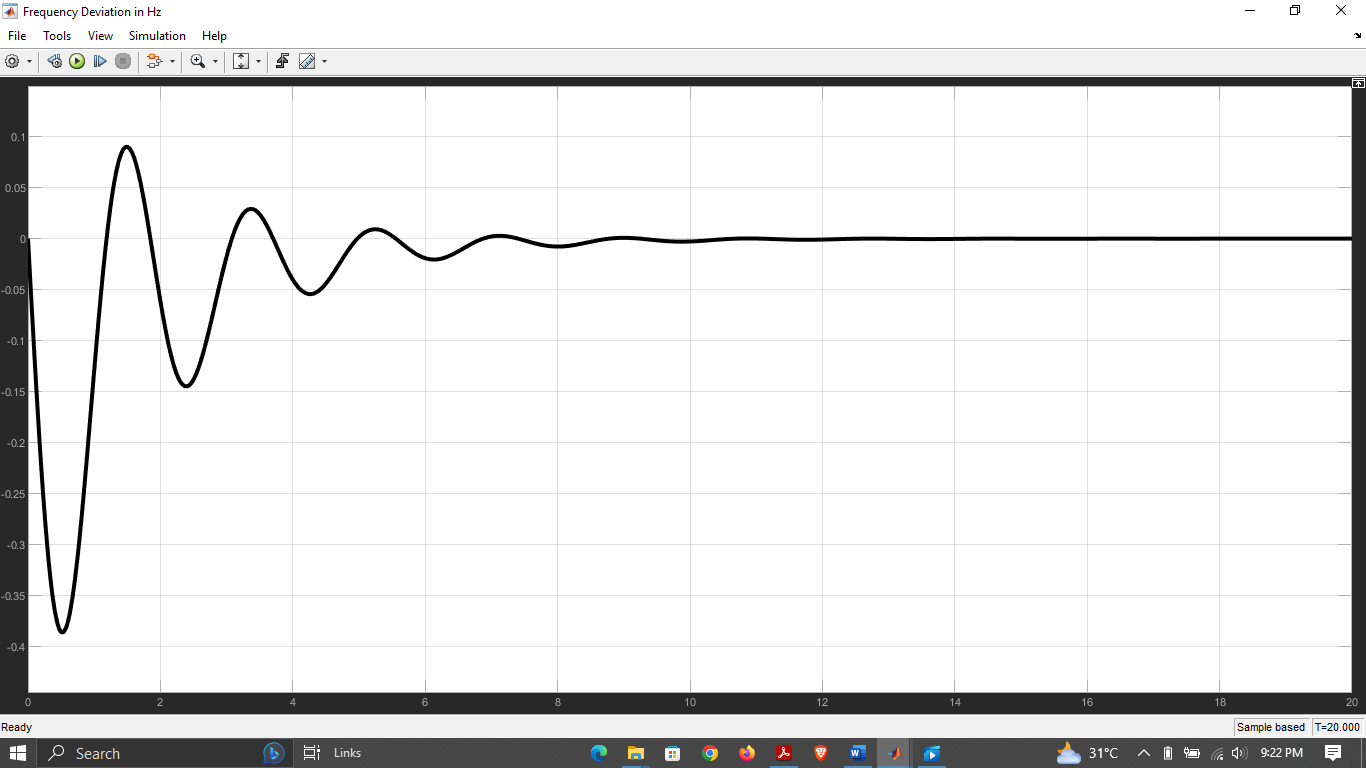 Frequency Deviation in Hz
File Tools View Simulation Help
0.1
0.05
0
-0.05
-0.1
-0.15
-0.2
-0.25
-0.3
-0.35
-0.4
0 2 4 6 8 10 12 14 16 18 20
Ready Sample based T=20.000
Search Links 31°C 9:22 PM